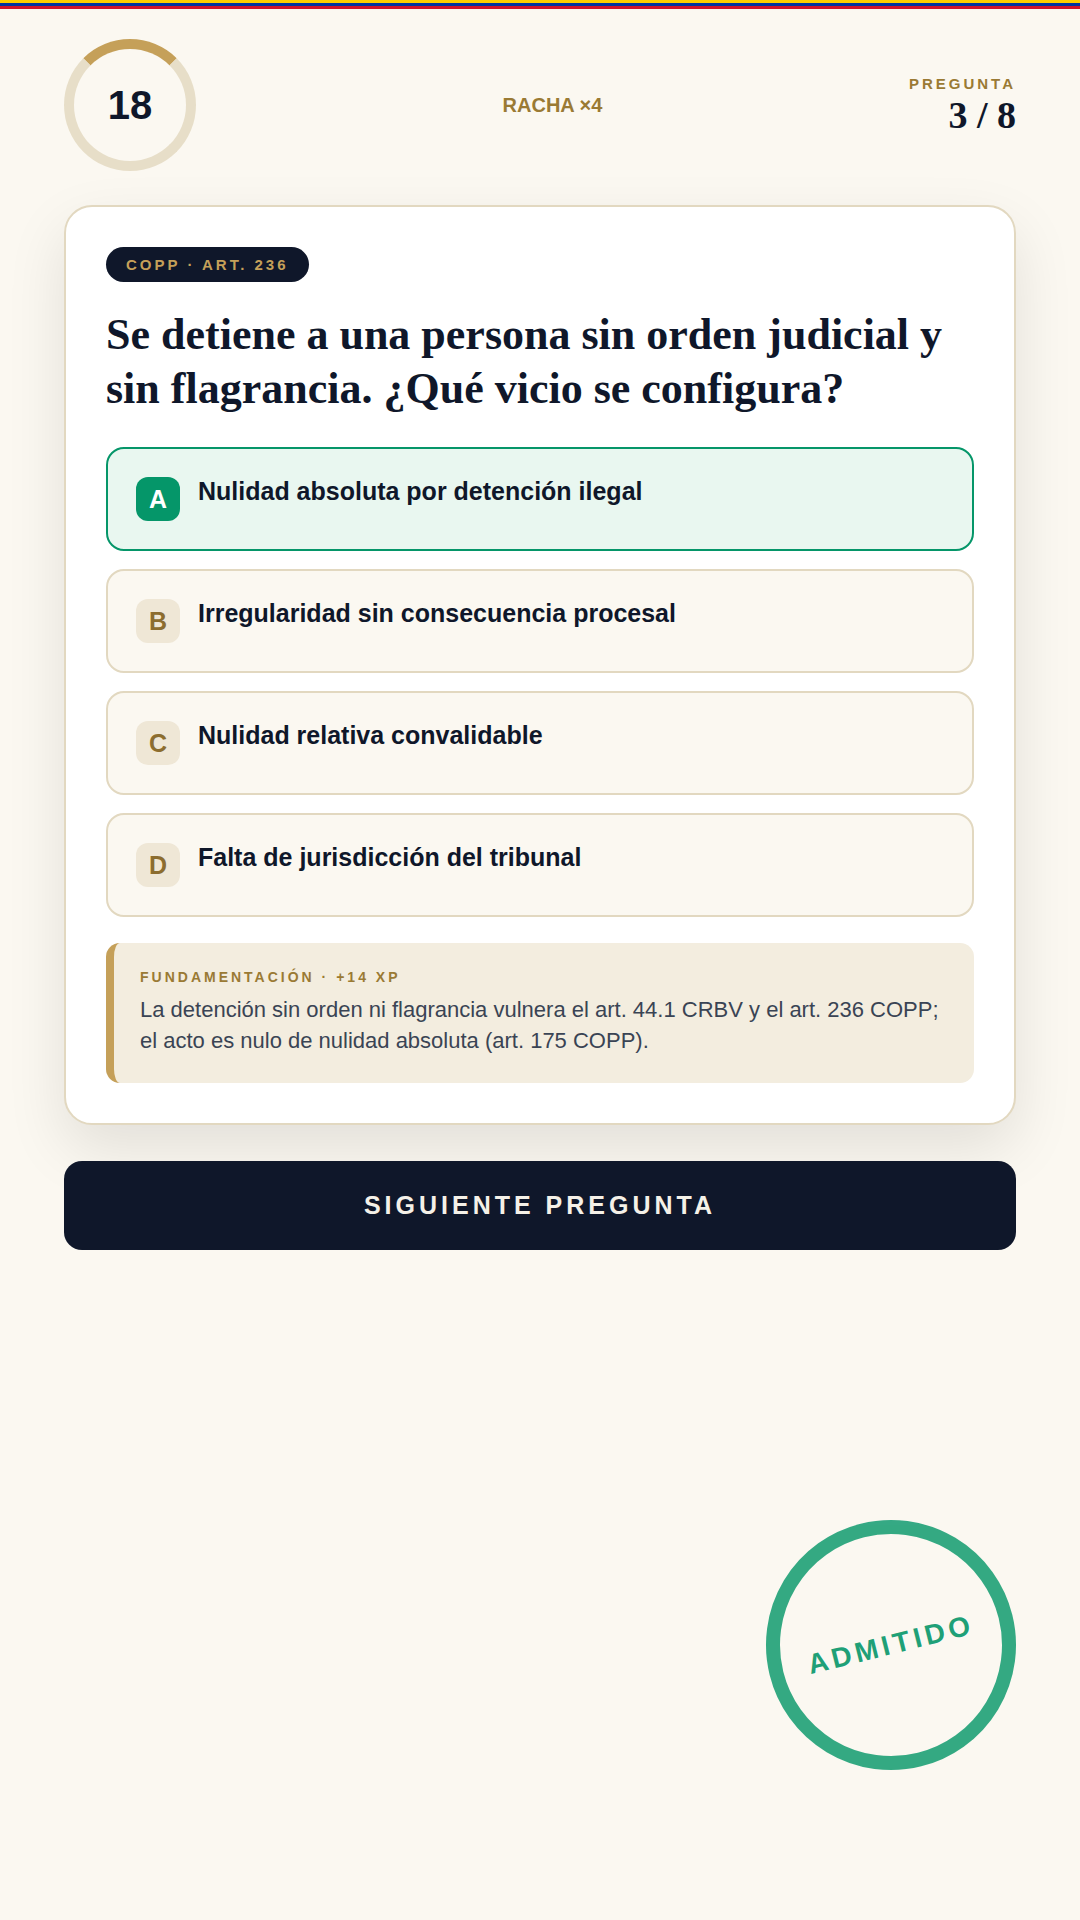 18
RACHA ×4
PREGUNTA
3 / 8
COPP · ART. 236
Se detiene a una persona sin orden judicial y
sin flagrancia. ¿Qué vicio se configura?
A Nulidad absoluta por detención ilegal
B Irregularidad sin consecuencia procesal
C Nulidad relativa convalidable
D Falta de jurisdicción del tribunal
FUNDAMENTACIÓN · +14 XP
La detención sin orden ni flagrancia vulnera el art. 44.1 CRBV y el art. 236 COPP;
el acto es nulo de nulidad absoluta (art. 175 COPP).
SIGUIENTE PREGUNTA
ADMITIDO